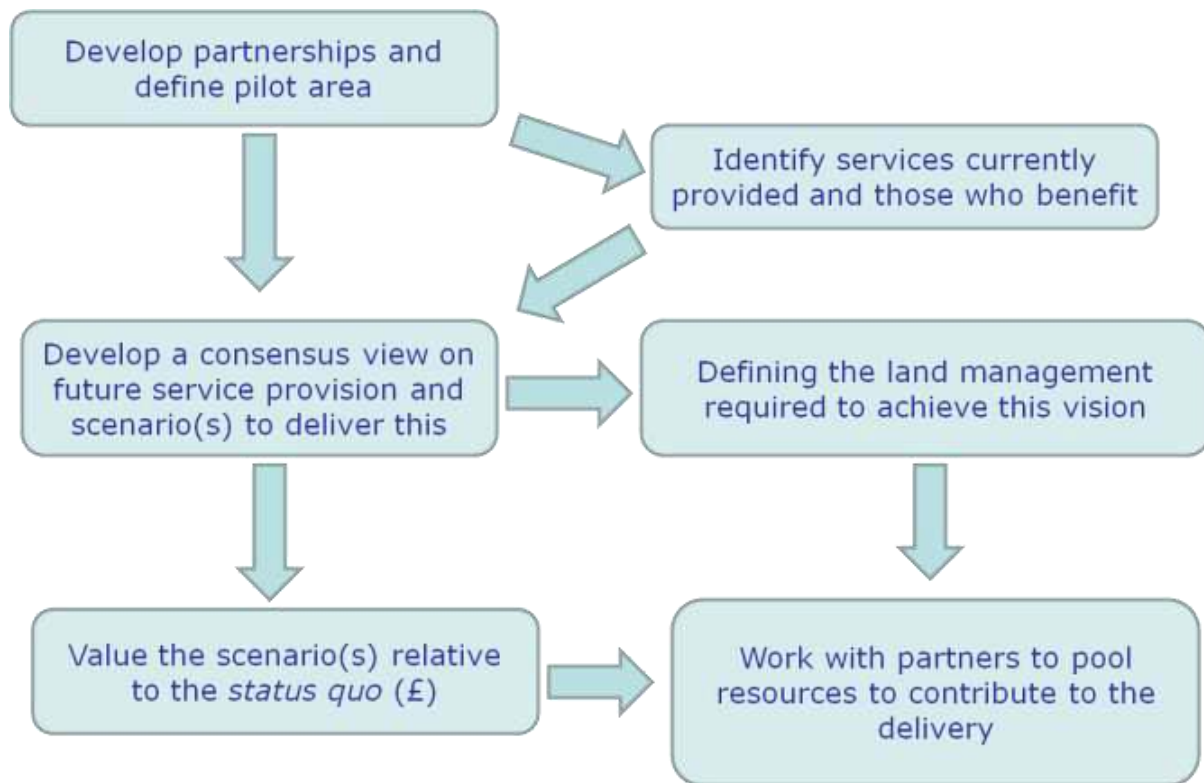 Develop partnerships and
define pilot area
Identify services currently
provided and those who benefit
Develop a consensus view on
future service provision and
scenario(s) to deliver this
Defining the land management
required to achieve this vision
Value the scenario(s) relative
to the status quo (£)
Work with partners to pool
resources to contribute to the
delivery